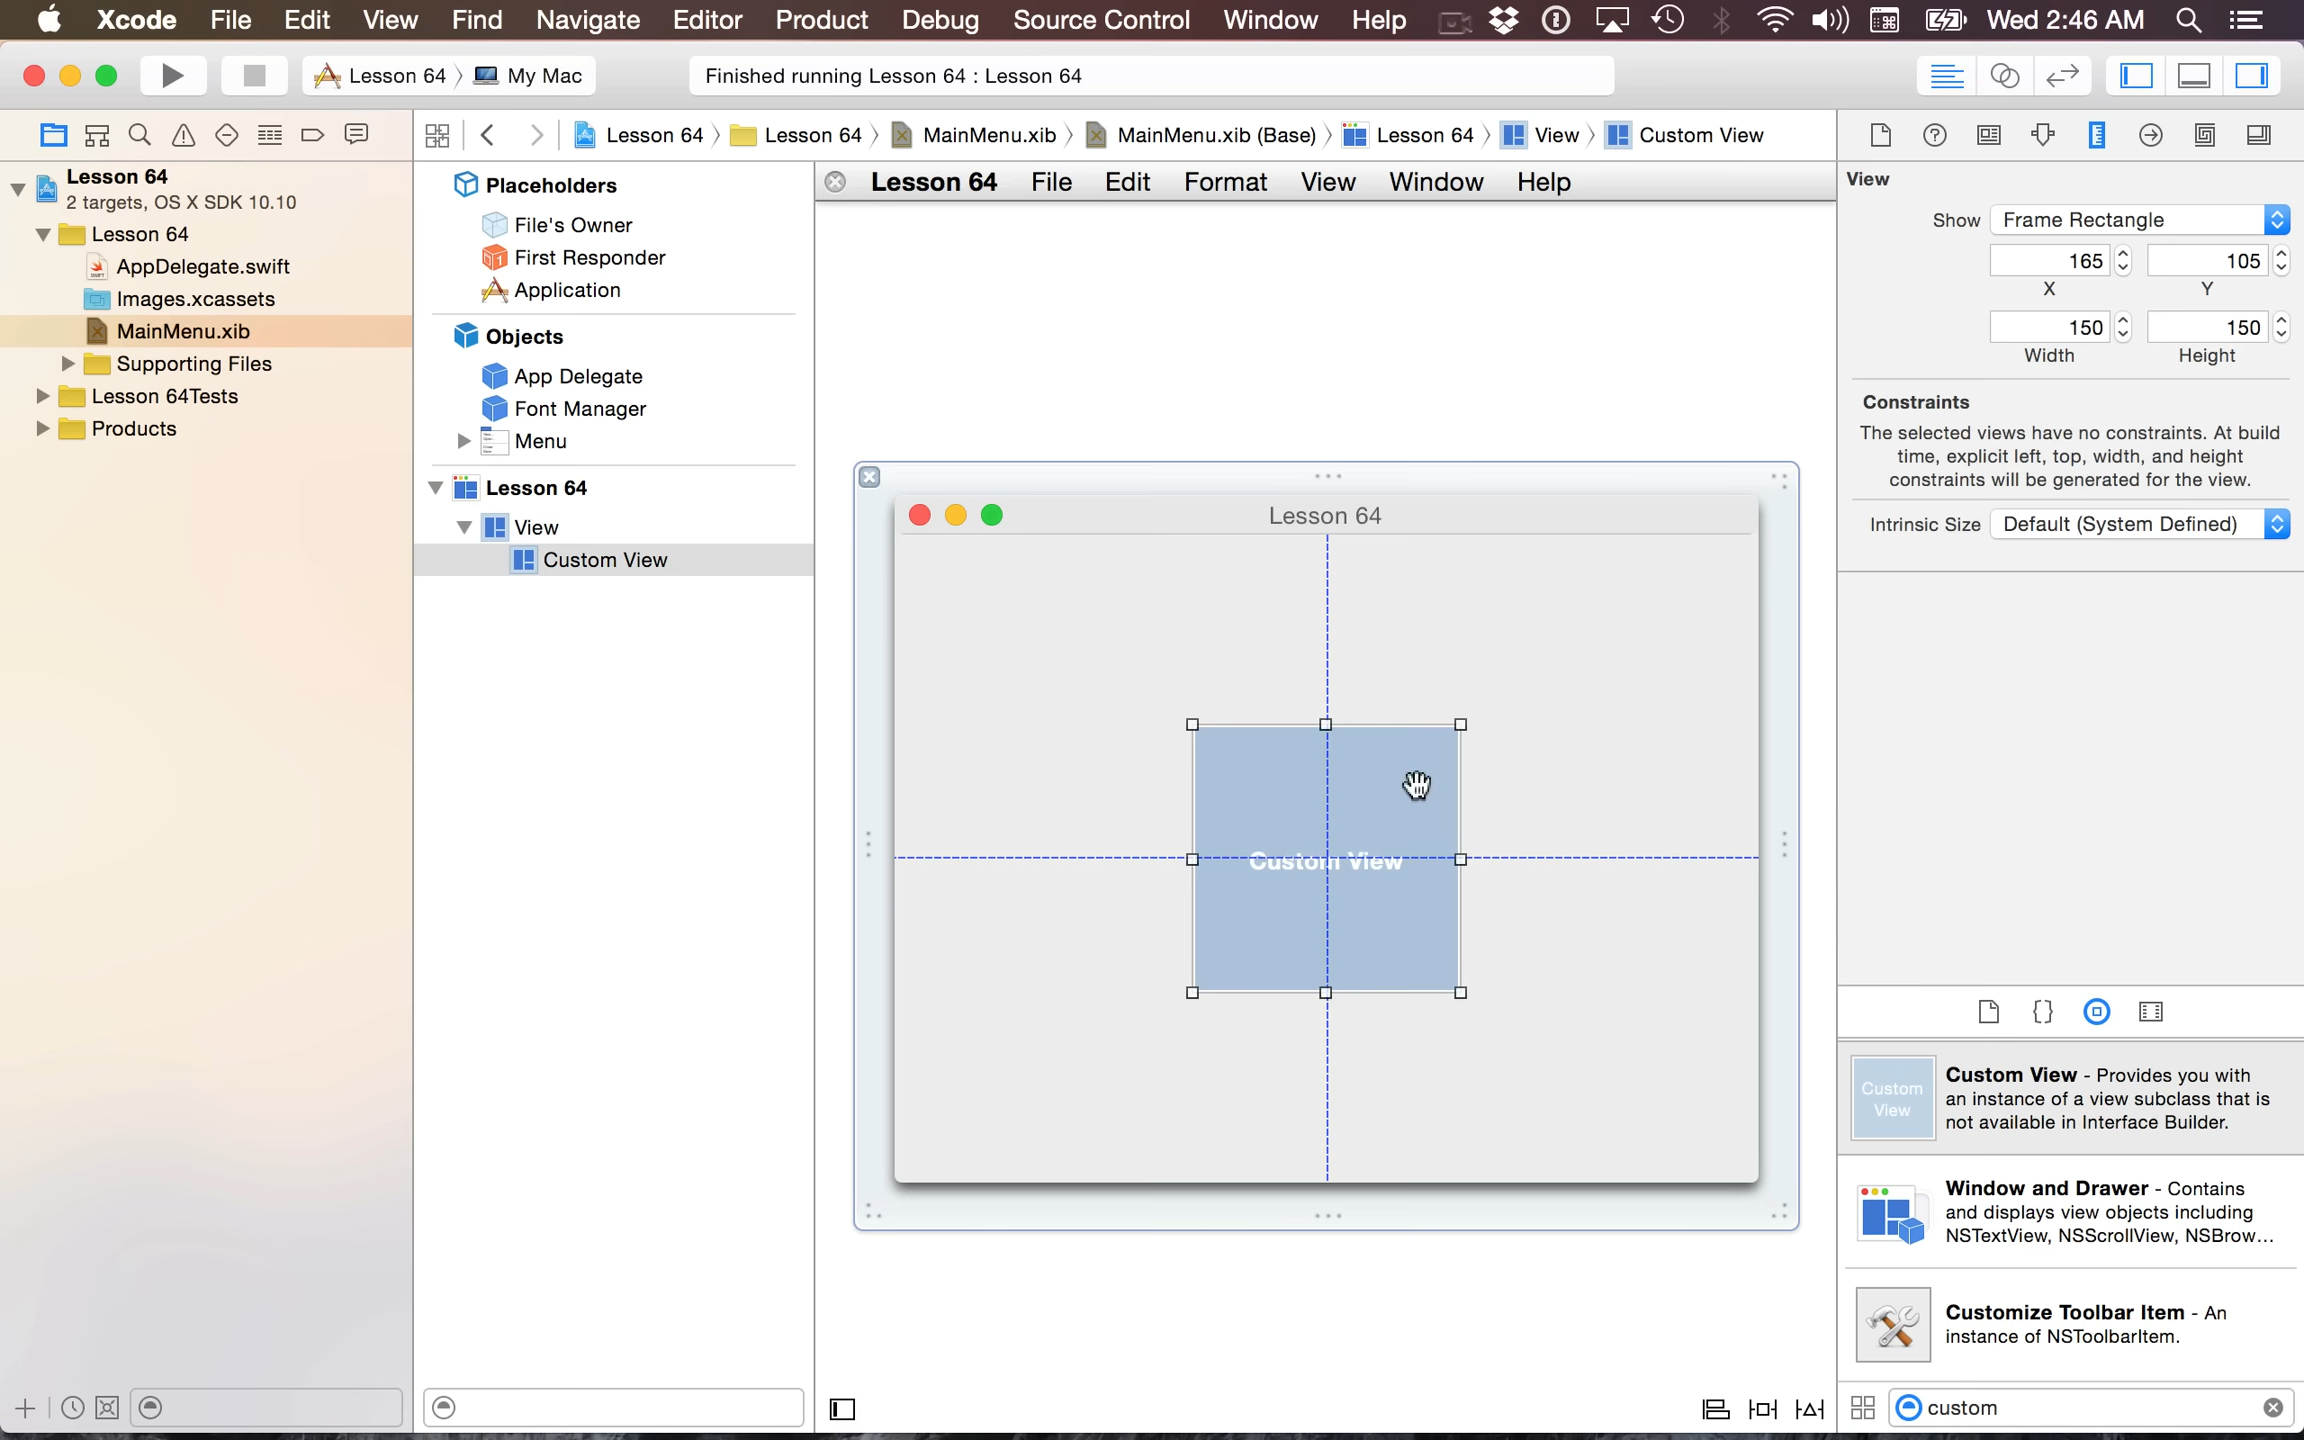 Xcode File Edit View Find Navigate Editor Product Debug Source Control Window Help Wed 2:46 AM
Lesson 64 My Mac
Finished running Lesson 64 : Lesson 64
Lesson 64 Lesson 64 MainMenu.xib MainMenu.xib (Base) Lesson 64 View Custom View
Lesson 64
2 targets, OS X SDK 10.10
Lesson 64
AppDelegate.swift
Images.xcassets
MainMenu.xib
Supporting Files
Lesson 64Tests
Products
Placeholders
File's Owner
First Responder
Application
Objects
App Delegate
Font Manager
Menu
Lesson 64
View
Custom View
Lesson 64 File Edit Format View Window Help
Lesson 64
Custom View
View
Show Frame Rectangle
165 105
X Y
150 150
Width Height
Constraints
The selected views have no constraints. At build
time, explicit left, top, width, and height
constraints will be generated for the view.
Intrinsic Size Default (System Defined)
Custom
View
Custom View - Provides you with
an instance of a view subclass that is
not available in Interface Builder.
Window and Drawer - Contains
and displays view objects including
NSTextView, NSScrollView, NSBrow...
Customize Toolbar Item - An
instance of NSToolbarItem.
custom